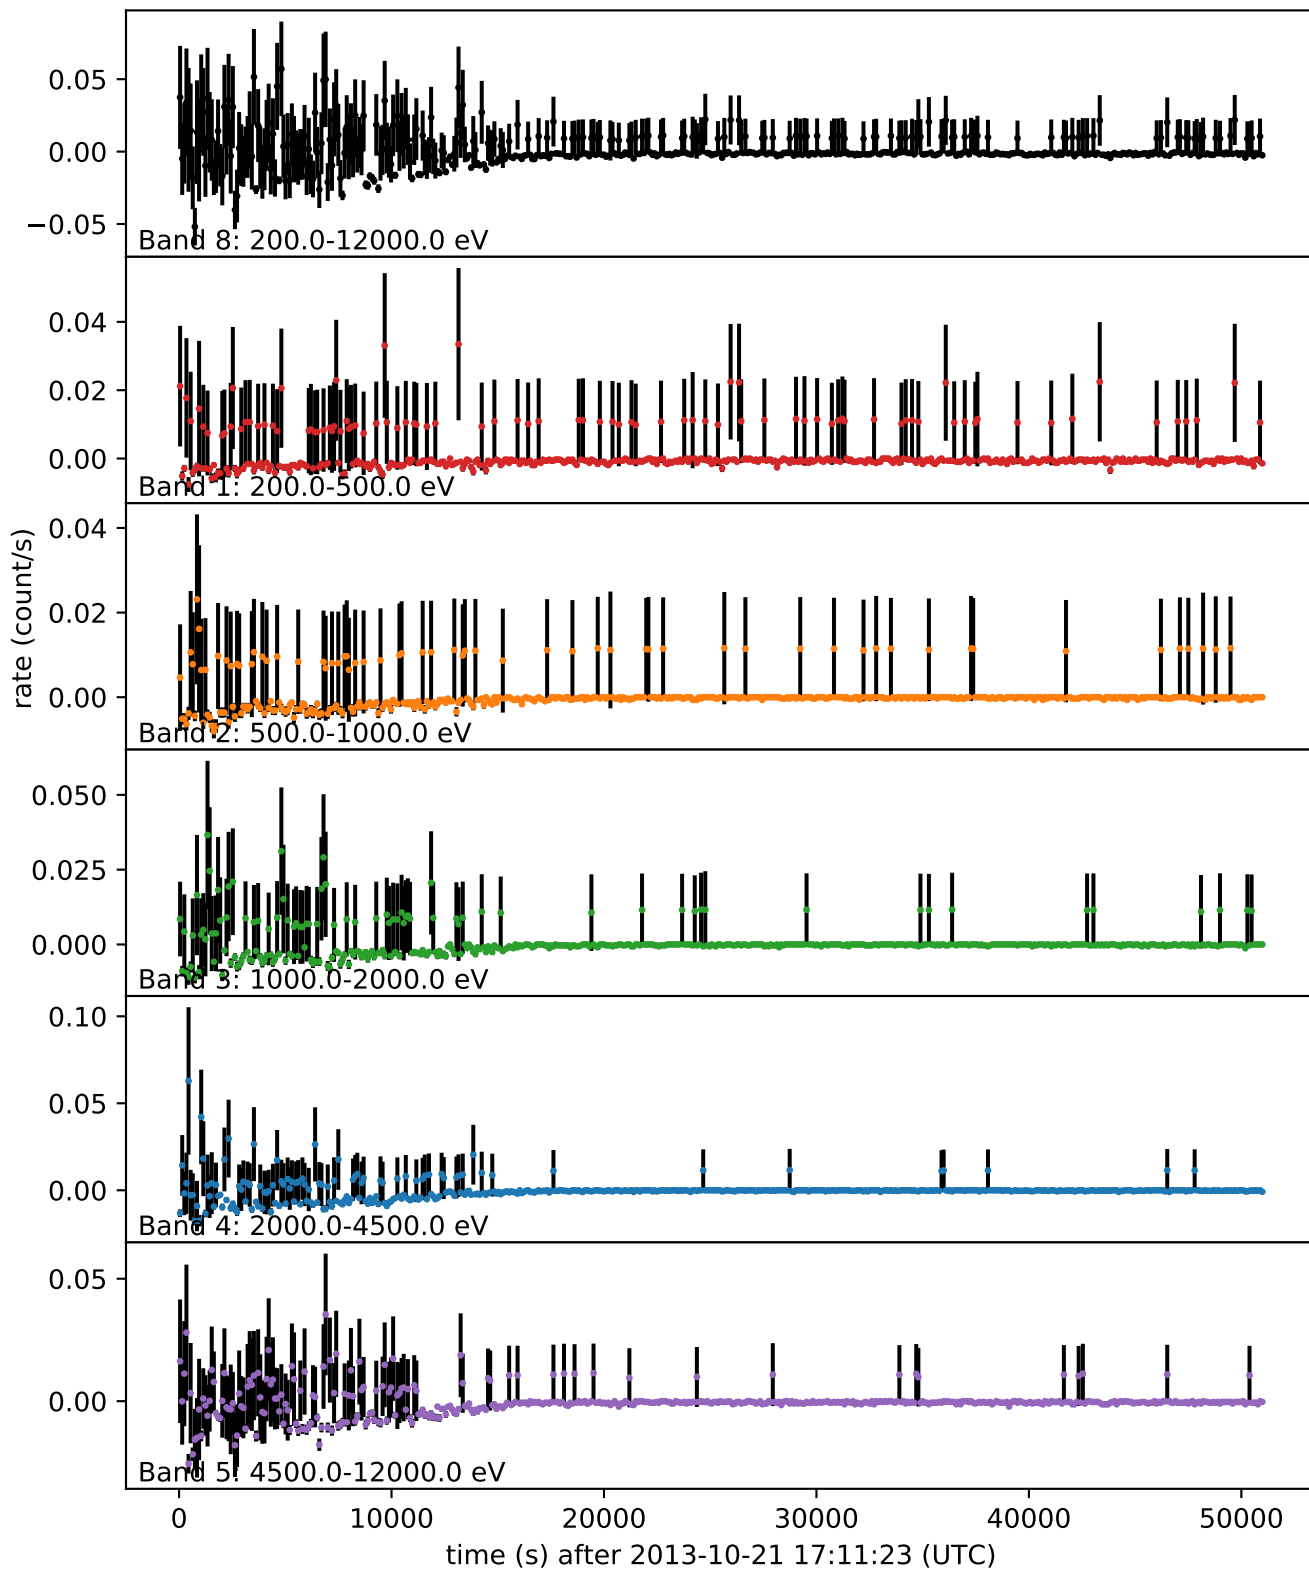 0.05
0.00
−0.05
Band 8: 200.0-12000.0 eV
0.04
0.02
0.00
Band 1: 200.0-500.0 eV
0.04
0.02
0.00
Band 2: 500.0-1000.0 eV
rate (count/s)
0.050
0.025
0.000
Band 3: 1000.0-2000.0 eV
0.10
0.05
0.00
Band 4: 2000.0-4500.0 eV
0.05
0.00
Band 5: 4500.0-12000.0 eV
0 10000 20000 30000 40000 50000
time (s) after 2013-10-21 17:11:23 (UTC)